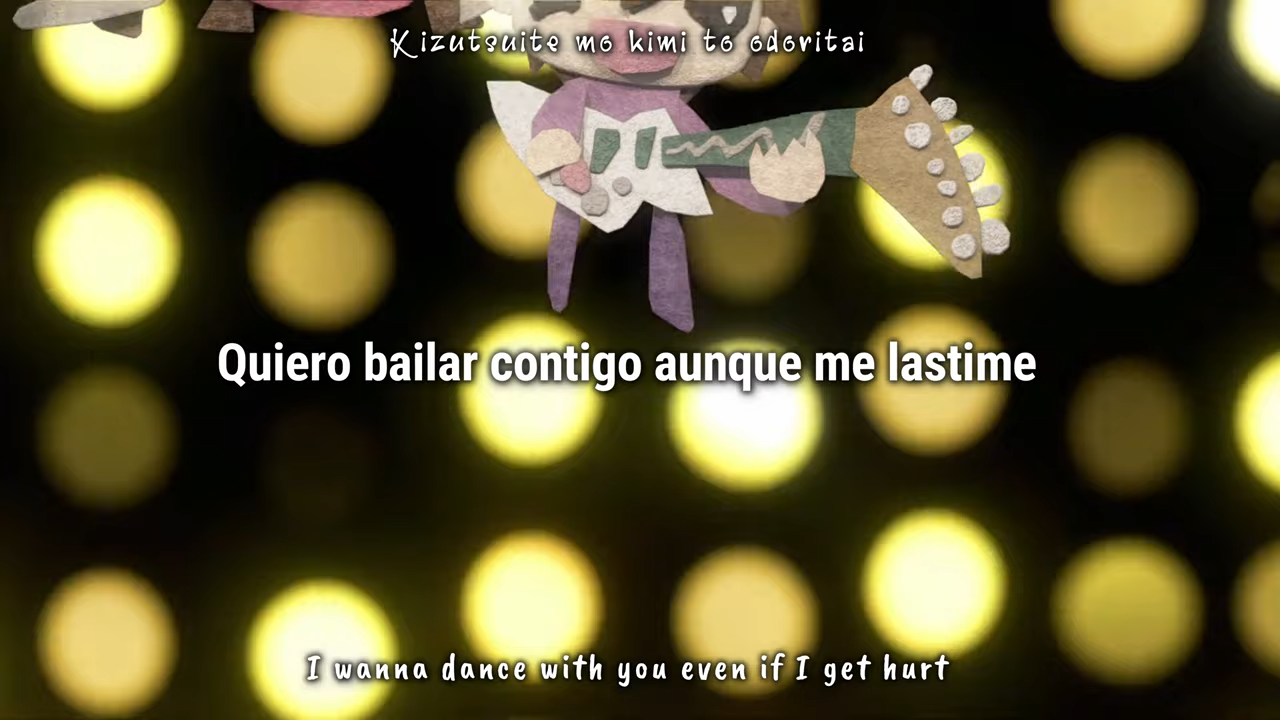 Kizutsuite mo kimi to odoritai
Quiero bailar contigo aunque me lastime
I wanna dance with you even if I get hurt